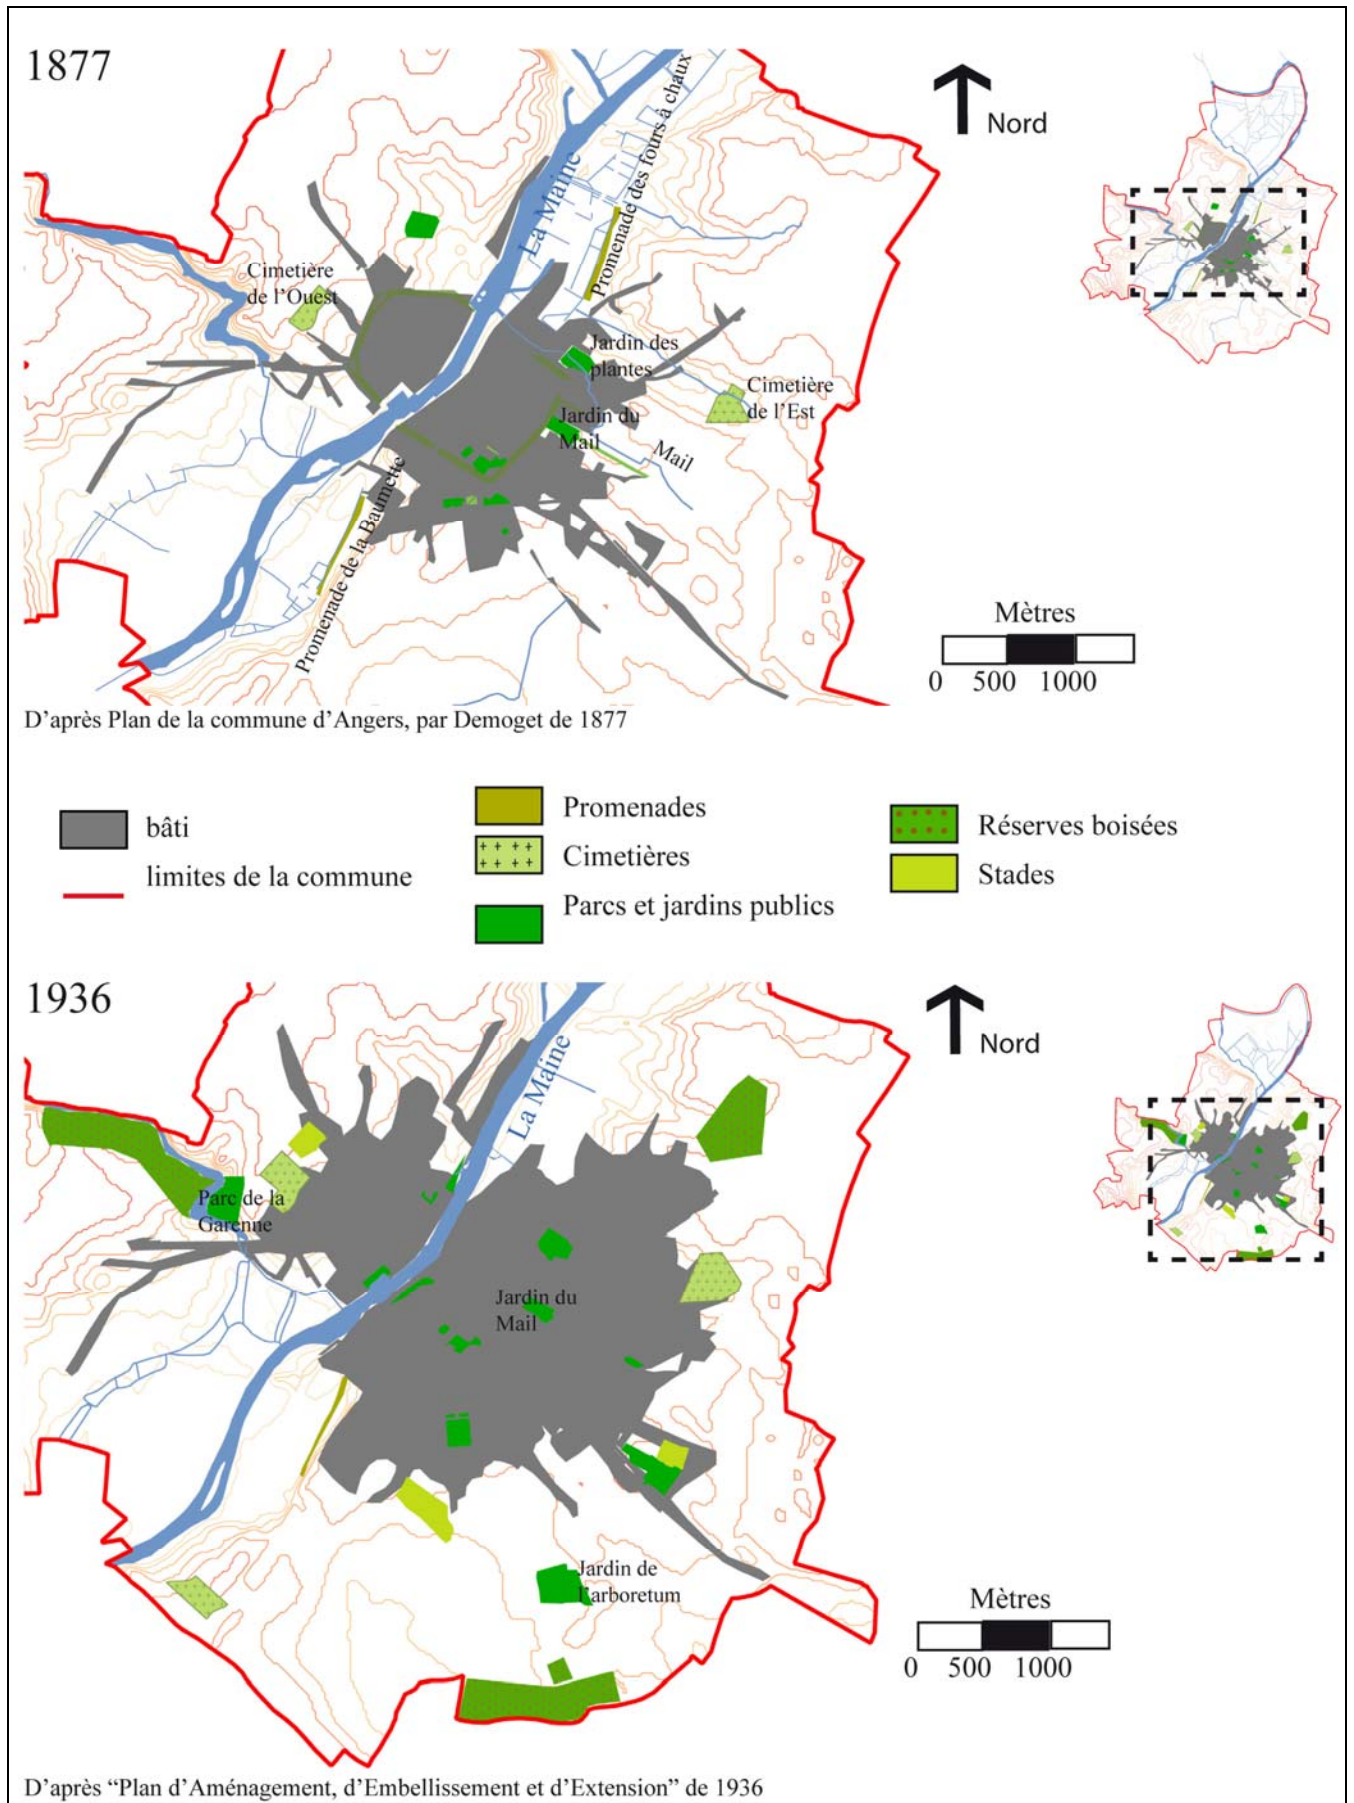 1877
Nord
La Maine
Promenade des fours à chaux
Cimetière
de l'Ouest
Jardin des
plantes
Cimetière
de l'Est
Jardin du
Mail
Mail
Promenade de la Baumette
Mètres
0 500 1000
D'après Plan de la commune d'Angers, par Demoget de 1877
bâti
limites de la commune
Promenades
Cimetières
Parcs et jardins publics
Réserves boisées
Stades
1936
Nord
La Maine
Parc de la
Garenne
Jardin du
Mail
Jardin de
l'arboretum
Mètres
0 500 1000
D'après “Plan d'Aménagement, d'Embellissement et d'Extension” de 1936